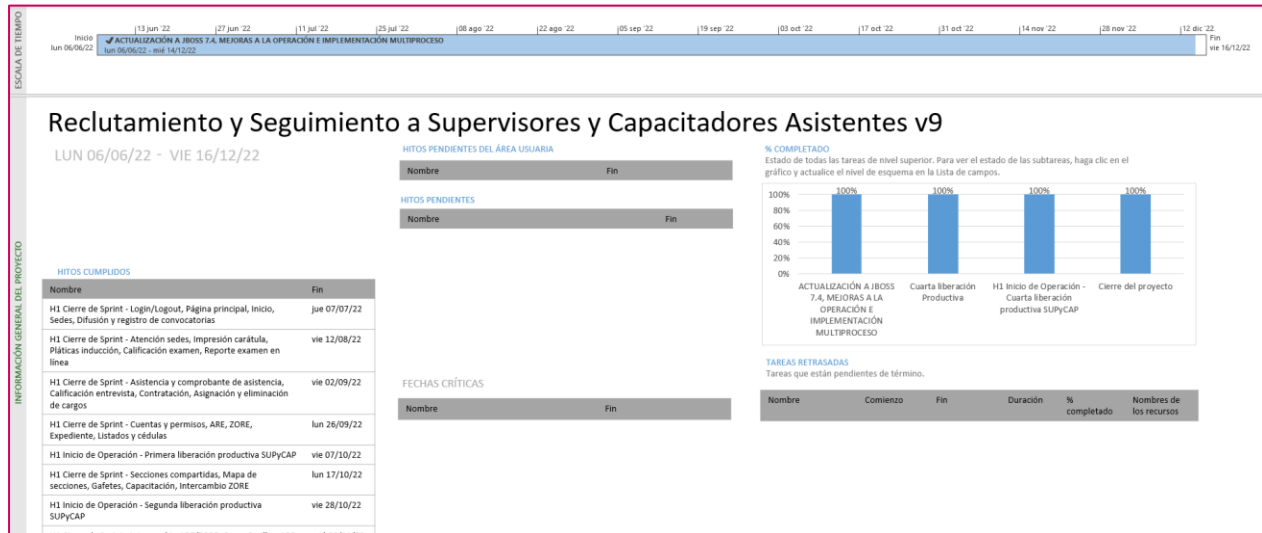 ESCALA DE TIEMPO
Inicio
lun 06/06/22
13 jun '22
27 jun '22
11 jul '22
25 jul '22
08 ago '22
22 ago '22
05 sep '22
19 sep '22
03 oct '22
17 oct '22
31 oct '22
14 nov '22
28 nov '22
12 dic '22
✔ACTUALIZACIÓN A JBOSS 7.4, MEJORAS A LA OPERACIÓN E IMPLEMENTACIÓN MULTIPROCESO
lun 06/06/22 - mié 14/12/22
Fin
vie 16/12/22
INFORMACIÓN GENERAL DEL PROYECTO
Reclutamiento y Seguimiento a Supervisores y Capacitadores Asistentes v9
LUN 06/06/22 - VIE 16/12/22
HITOS CUMPLIDOS
Nombre Fin
H1 Cierre de Sprint - Login/Logout, Página principal, Inicio, jue 07/07/22
Sedes, Difusión y registro de convocatorias
H1 Cierre de Sprint - Atención sedes, Impresión carátula, vie 12/08/22
Pláticas inducción, Calificación examen, Reporte examen en
línea
H1 Cierre de Sprint - Asistencia y comprobante de asistencia, vie 02/09/22
Calificación entrevista, Contratación, Asignación y eliminación
de cargos
H1 Cierre de Sprint - Cuentas y permisos, ARE, ZORE, lun 26/09/22
Expediente, Listados y cédulas
H1 Inicio de Operación - Primera liberación productiva SUPyCAP vie 07/10/22
H1 Cierre de Sprint - Secciones compartidas, Mapa de lun 17/10/22
secciones, Gafetes, Capacitación, Intercambio ZORE
H1 Inicio de Operación - Segunda liberación productiva vie 28/10/22
SUPyCAP
HITOS PENDIENTES DEL ÁREA USUARIA
Nombre Fin
HITOS PENDIENTES
Nombre Fin
FECHAS CRÍTICAS
Nombre Fin
% COMPLETADO
Estado de todas las tareas de nivel superior. Para ver el estado de las subtareas, haga clic en el
gráfico y actualice el nivel de esquema en la Lista de campos.
100%
80%
60%
40%
20%
0%
100% 100% 100% 100%
ACTUALIZACIÓN A JBOSS
7.4, MEJORAS A LA
OPERACIÓN E
IMPLEMENTACIÓN
MULTIPROCESO
Cuarta liberación
Productiva
H1 Inicio de Operación -
Cuarta liberación
productiva SUPyCAP
Cierre del proyecto
TAREAS RETRASADAS
Tareas que están pendientes de término.
Nombre Comienzo Fin Duración %
completado Nombres de
los recursos